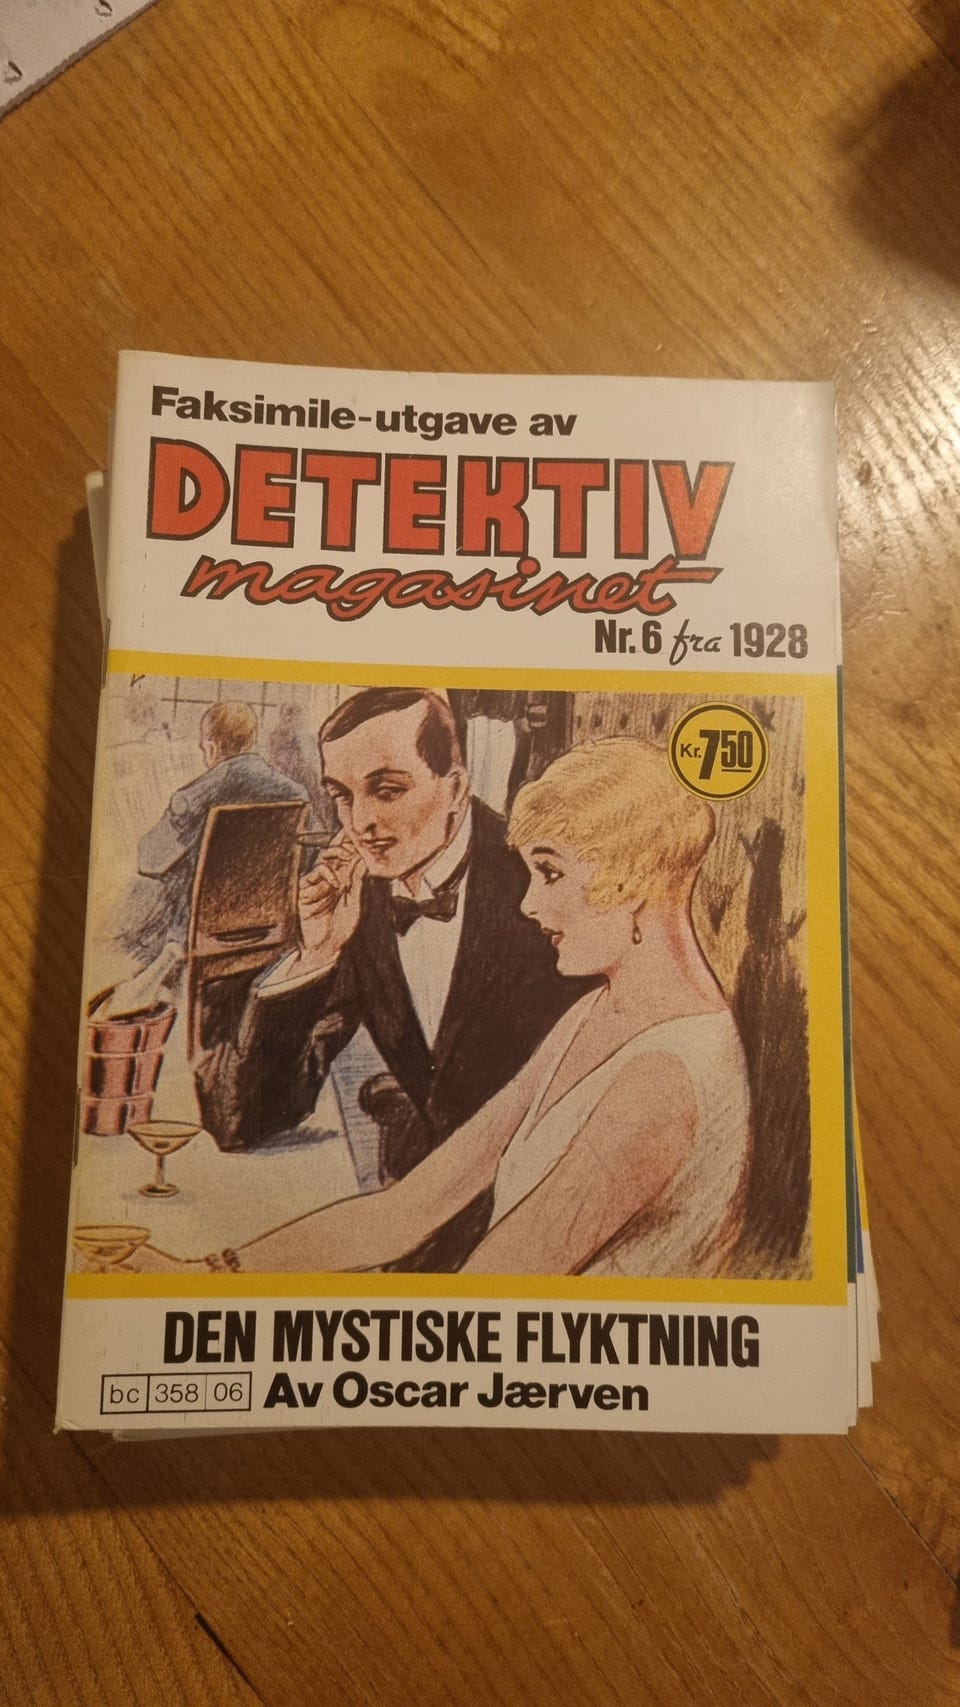 Faksimile-utgave av
DETEKTIV
magasinet
Nr. 6 fra 1928
Kr. 7 50
DEN MYSTISKE FLYKTNING
bc 358 06 Av Oscar Jærven